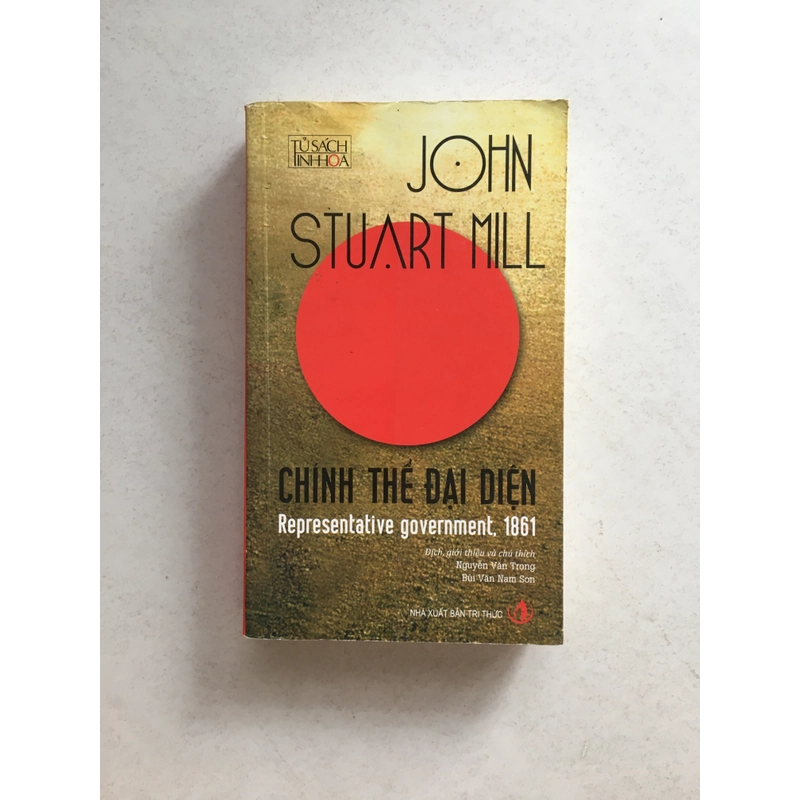 TỦ SÁCH
TINH HOA
JOHN
STUART MILL
CHÍNH THỂ ĐẠI DIỆN
Representative government, 1861
Dịch, giới thiệu và chú thích
Nguyễn Văn Trọng
Bùi Văn Nam Sơn
NHÀ XUẤT BẢN TRI THỨC